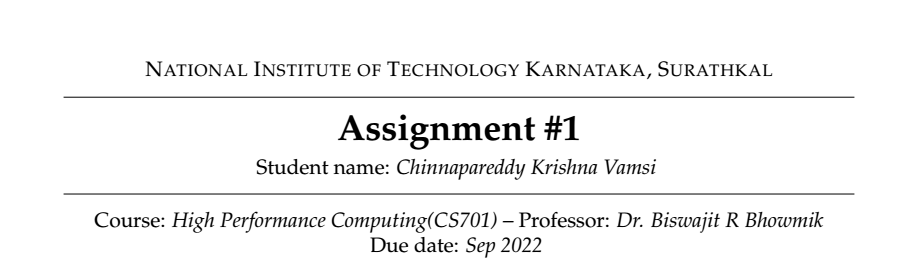 NATIONAL INSTITUTE OF TECHNOLOGY KARNATAKA, SURATHKAL
Assignment #1
Student name: Chinnapareddy Krishna Vamsi
Course: High Performance Computing(CS701) – Professor: Dr. Biswajit R Bhowmik
Due date: Sep 2022